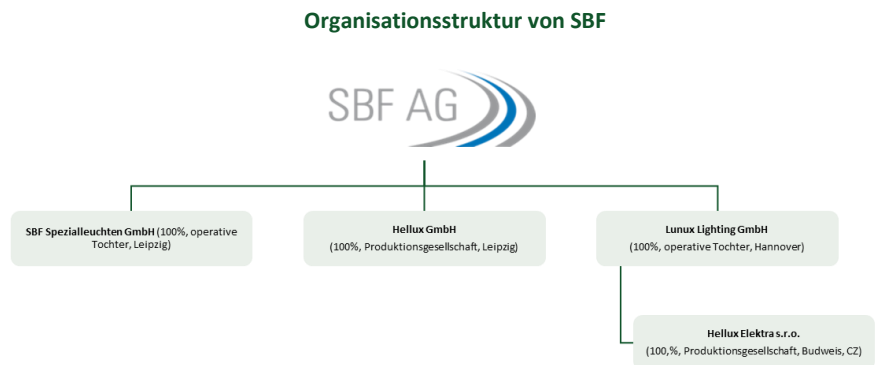 Organisationsstruktur von SBF
SBF AG
SBF Spezialleuchten GmbH (100%, operative
Tochter, Leipzig)
Hellux GmbH
(100%, Produktionsgesellschaft, Leipzig)
Lunux Lighting GmbH
(100%, operative Tochter, Hannover)
Hellux Elektra s.r.o.
(100,%, Produktionsgesellschaft, Budweis, CZ)